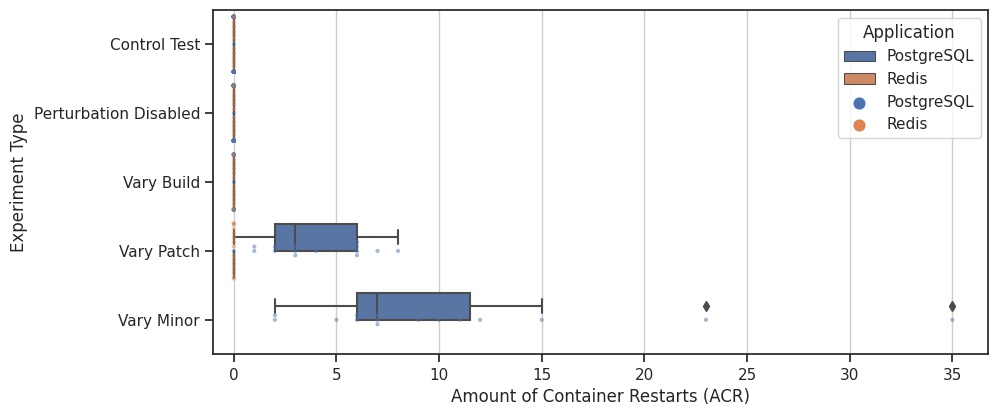 Experiment Type
Control Test
Perturbation Disabled
Vary Build
Vary Patch
Vary Minor
0 5 10 15 20 25 30 35
Amount of Container Restarts (ACR)
Application
PostgreSQL
Redis
PostgreSQL
Redis